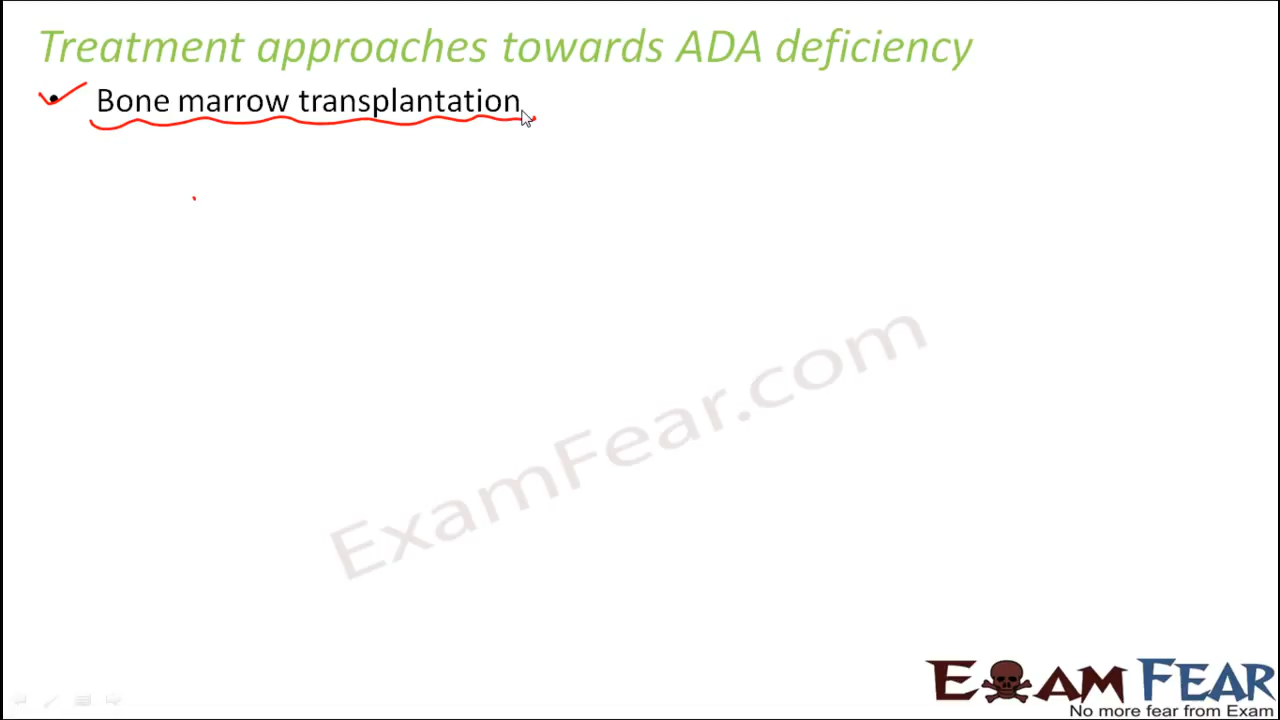 Treatment approaches towards ADA deficiency
• Bone marrow transplantation
ExamFear.com
EXAM FEAR
No more fear from Exam